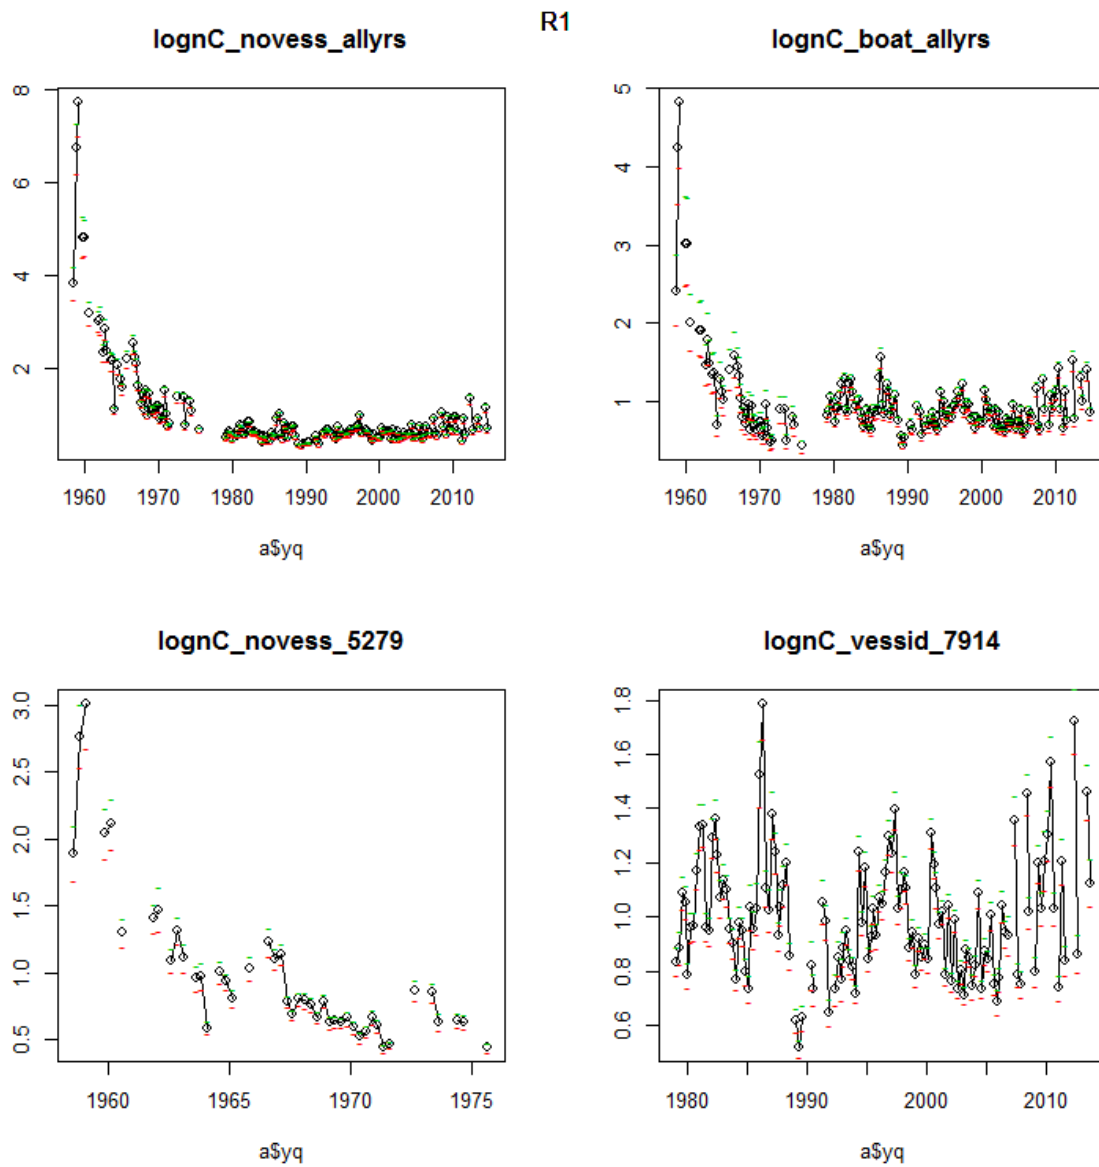 R1
lognC_novess_allyrs
lognC_boat_allyrs
8
6
4
2
5
4
3
2
1
1960 1970 1980 1990 2000 2010
1960 1970 1980 1990 2000 2010
a$yq
a$yq
lognC_novess_5279
lognC_vessid_7914
3.0
2.5
2.0
1.5
1.0
0.5
1.8
1.6
1.4
1.2
1.0
0.8
0.6
1960 1965 1970 1975
1980 1990 2000 2010
a$yq
a$yq